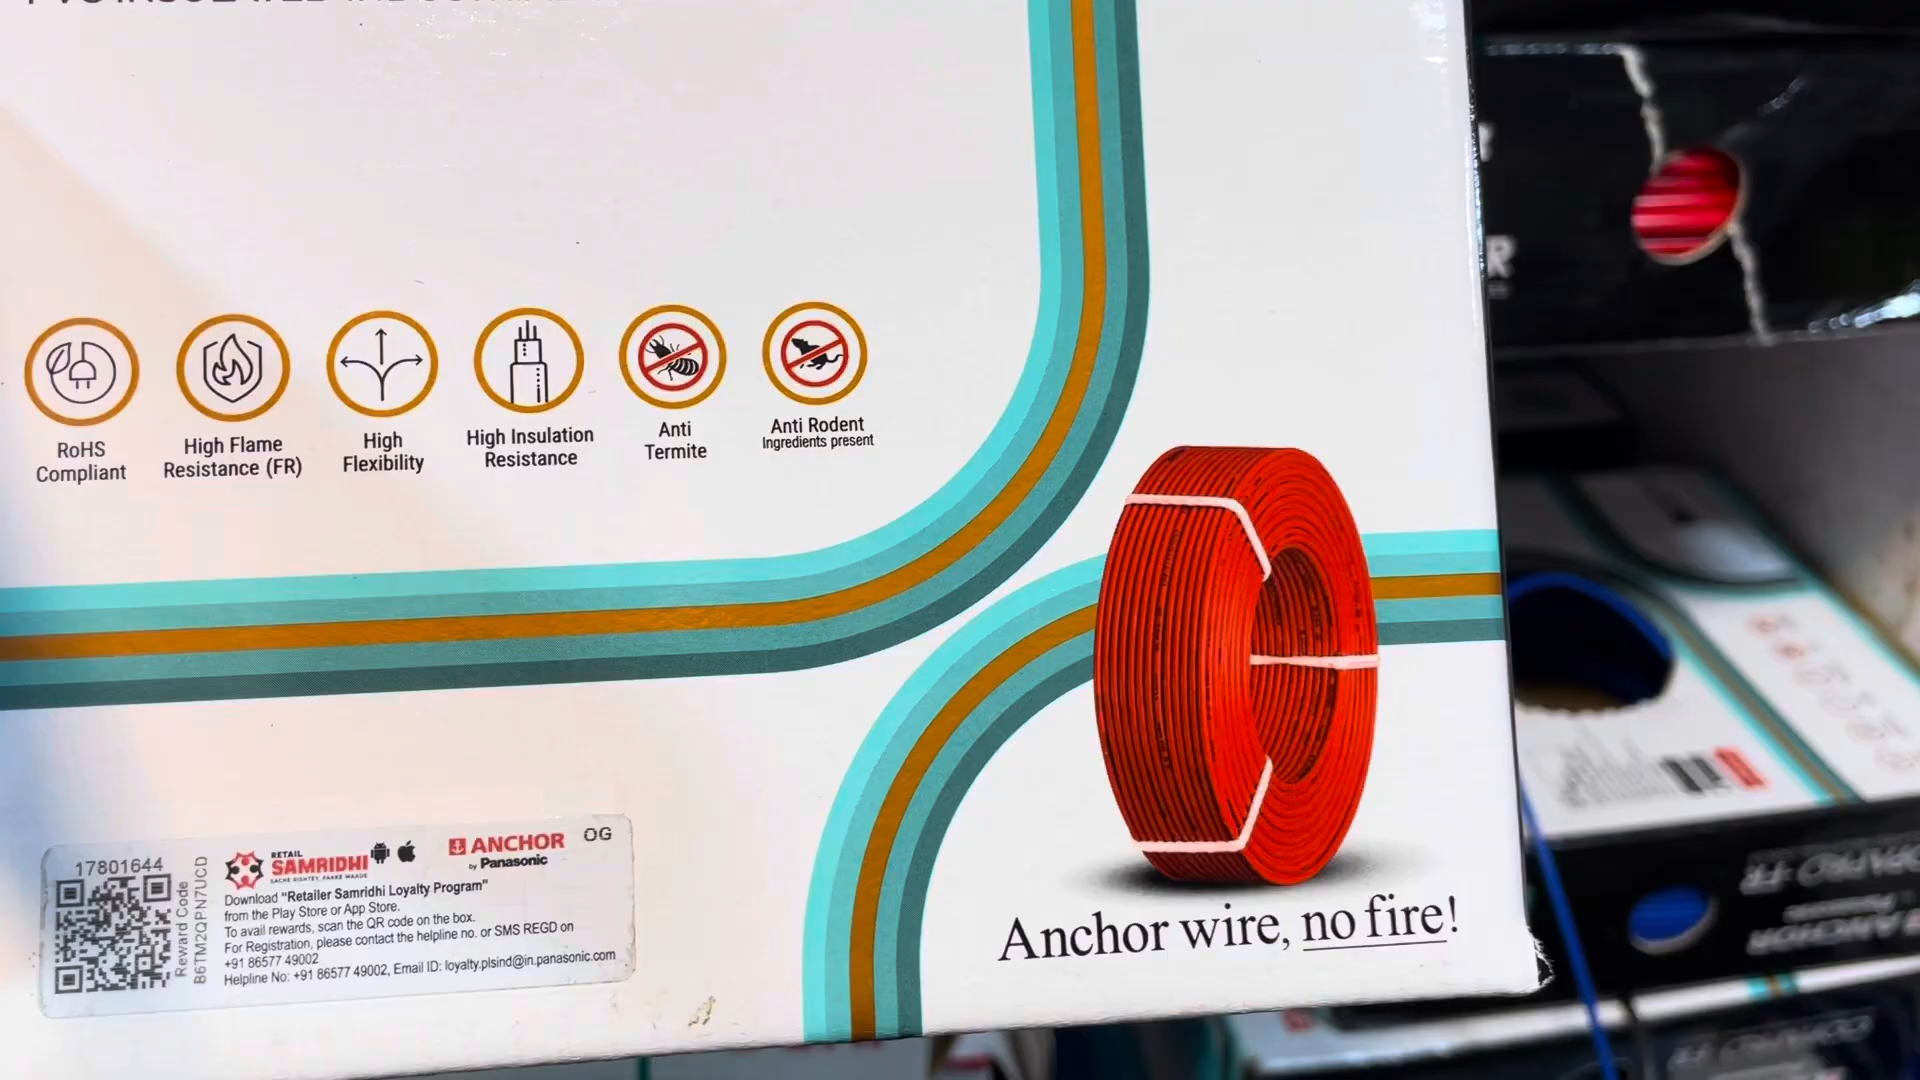 RoHS
Compliant
High Flame
Resistance (FR)
High
Flexibility
High Insulation
Resistance
Anti
Termite
Anti Rodent
Ingredients present
17801644
Reward Code
B6TM2QPN7UCD
RETAIL
SAMRIDHI
SACHE RISHTEY, PAKKE WAADE
ANCHOR
by Panasonic
OG
Download "Retailer Samridhi Loyalty Program"
from the Play Store or App Store.
To avail rewards, scan the QR code on the box.
For Registration, please contact the helpline no. or SMS REGD on
+91 86577 49002
Helpline No: +91 86577 49002, Email ID: loyalty.plsind@in.panasonic.com
Anchor wire, no fire!